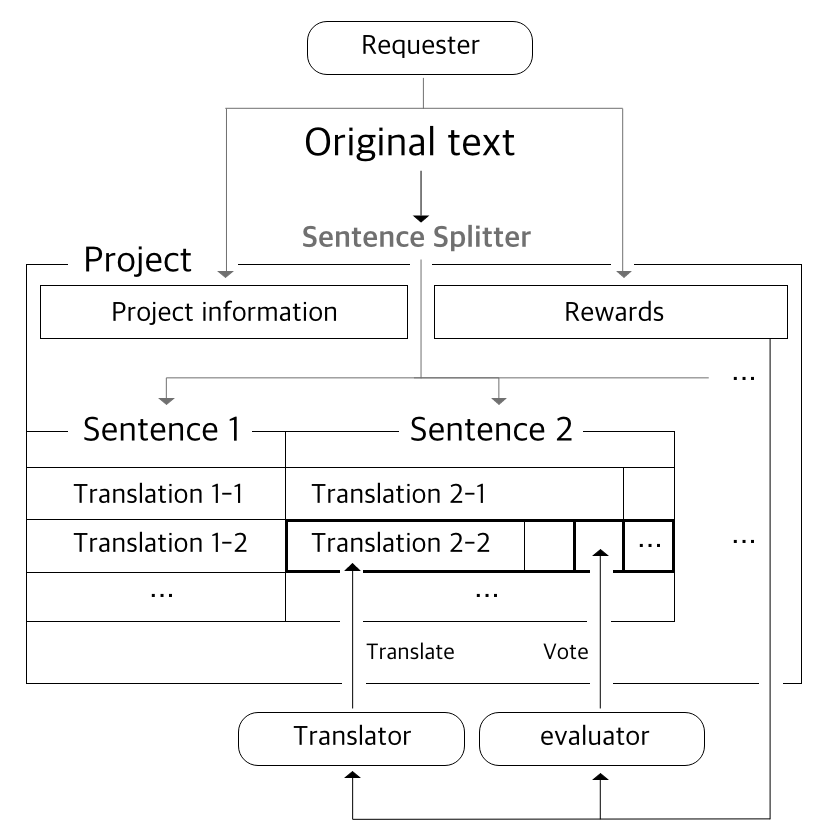 Requester
Original text
Sentence Splitter
Project
Project information
Rewards
...
Sentence 1
Sentence 2
Translation 1-1
Translation 2-1
Translation 1-2
Translation 2-2
...
...
...
...
Translate
Vote
Translator
evaluator